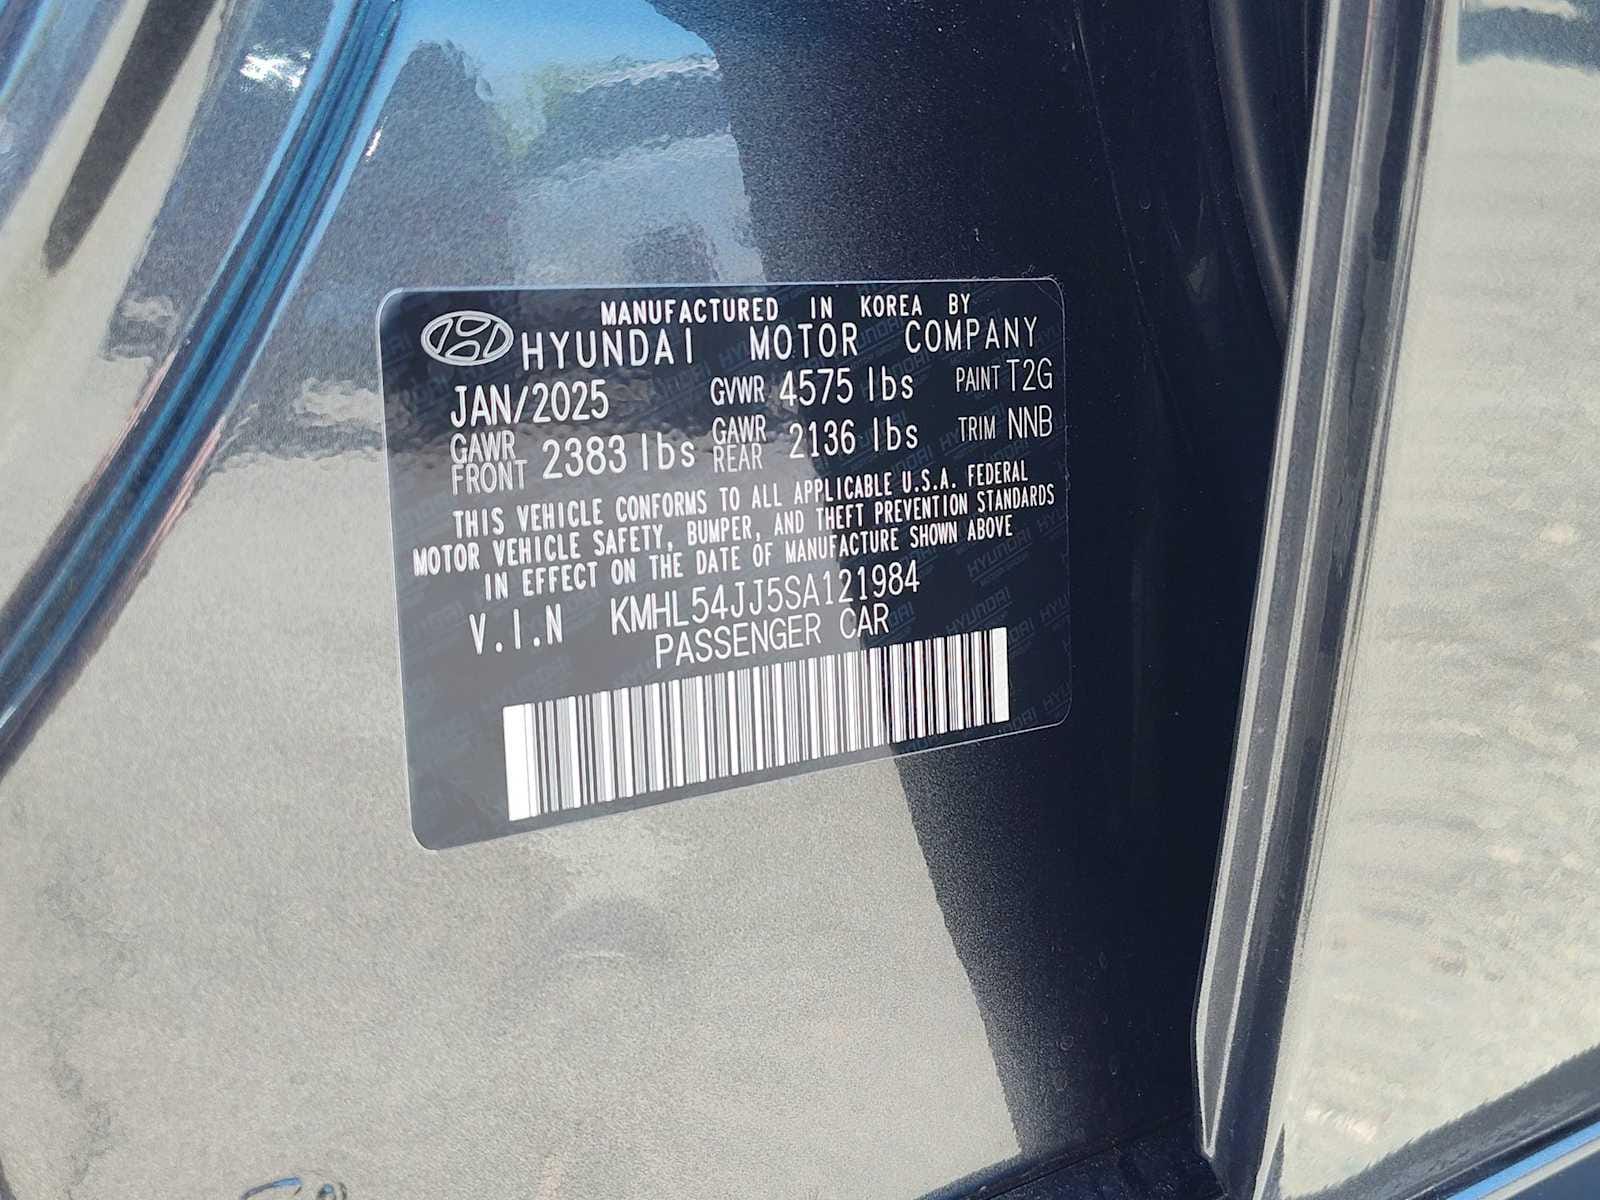 MANUFACTURED IN KOREA BY
HYUNDAI MOTOR COMPANY
JAN/2025 GVWR 4575 lbs PAINT T2G
GAWR FRONT 2383 lbs GAWR REAR 2136 lbs TRIM NNB
THIS VEHICLE CONFORMS TO ALL APPLICABLE U.S.A. FEDERAL
MOTOR VEHICLE SAFETY, BUMPER, AND THEFT PREVENTION STANDARDS
IN EFFECT ON THE DATE OF MANUFACTURE SHOWN ABOVE
V.I.N KMHL54JJ5SA121984
PASSENGER CAR